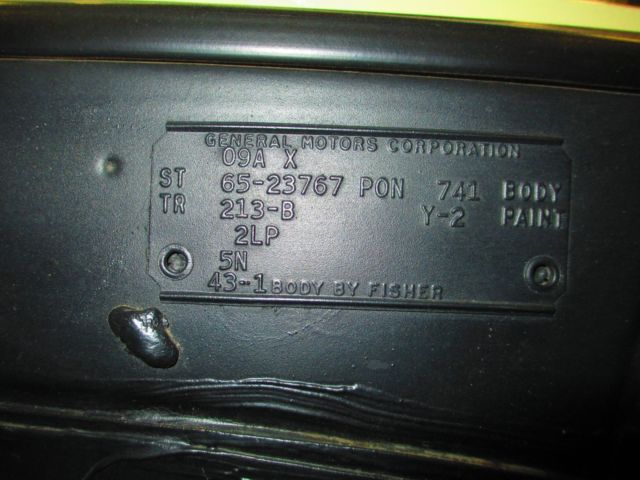 GENERAL MOTORS CORPORATION
09A X
ST 65-23767 PON 741 BODY
TR 213-B Y-2 PAINT
2LP
5N
43-1 BODY BY FISHER